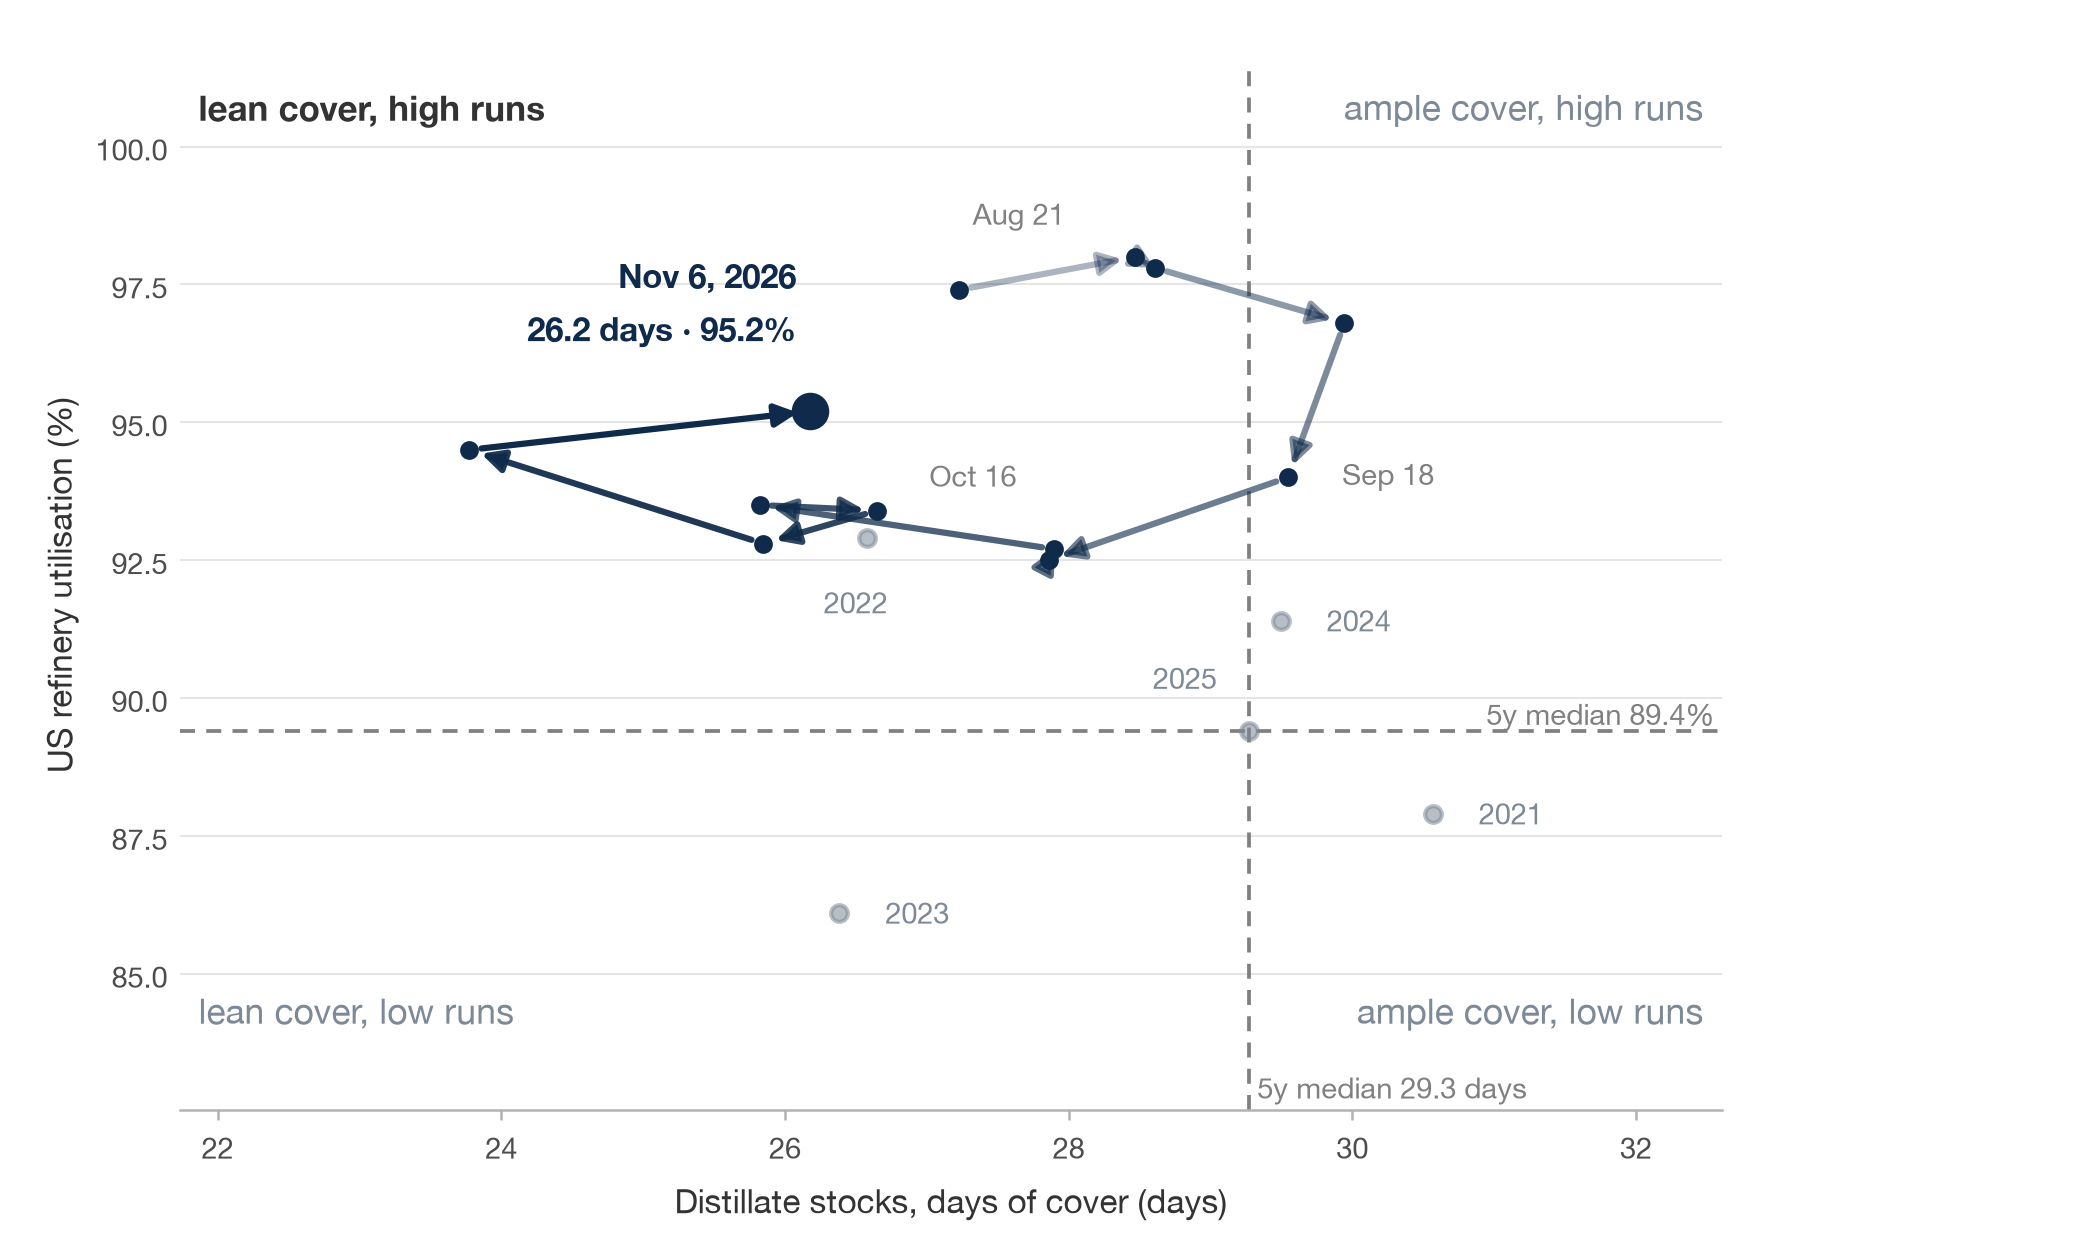 lean cover, high runs
ample cover, high runs
100.0
Aug 21
Nov 6, 2026
97.5
26.2 days · 95.2%
95.0
Oct 16
Sep 18
92.5
2022
2024
2025
90.0
5y median 89.4%
US refinery utilisation (%)
2021
87.5
2023
85.0
lean cover, low runs
ample cover, low runs
5y median 29.3 days
22
24
26
28
30
32
Distillate stocks, days of cover (days)